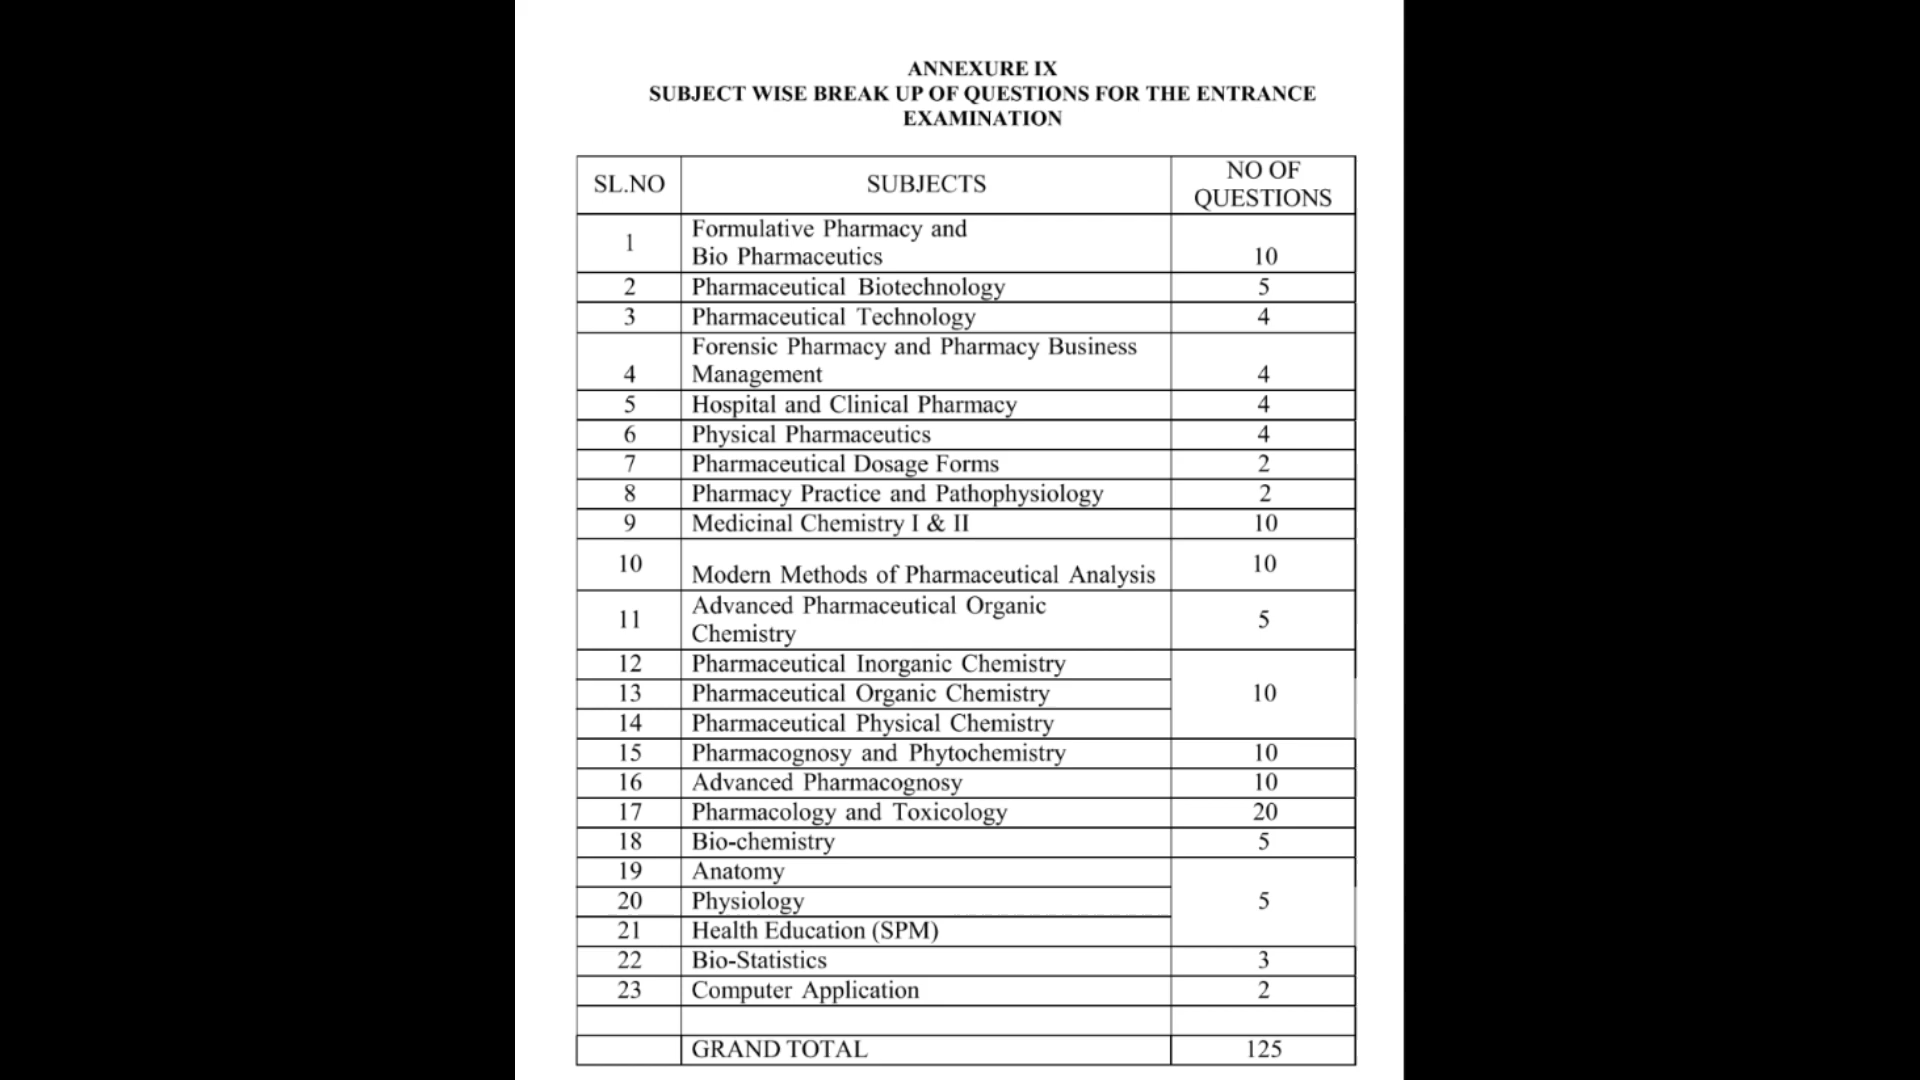 ANNEXURE IX
SUBJECT WISE BREAK UP OF QUESTIONS FOR THE ENTRANCE
EXAMINATION
SL.NO SUBJECTS NO OF QUESTIONS
1 Formulative Pharmacy and
Bio Pharmaceutics 10
2 Pharmaceutical Biotechnology 5
3 Pharmaceutical Technology 4
Forensic Pharmacy and Pharmacy Business
4 Management 4
5 Hospital and Clinical Pharmacy 4
6 Physical Pharmaceutics 4
7 Pharmaceutical Dosage Forms 2
8 Pharmacy Practice and Pathophysiology 2
9 Medicinal Chemistry I & II 10
10 Modern Methods of Pharmaceutical Analysis 10
11 Advanced Pharmaceutical Organic
Chemistry 5
12 Pharmaceutical Inorganic Chemistry
13 Pharmaceutical Organic Chemistry 10
14 Pharmaceutical Physical Chemistry
15 Pharmacognosy and Phytochemistry 10
16 Advanced Pharmacognosy 10
17 Pharmacology and Toxicology 20
18 Bio-chemistry 5
19 Anatomy
20 Physiology 5
21 Health Education (SPM)
22 Bio-Statistics 3
23 Computer Application 2
GRAND TOTAL 125